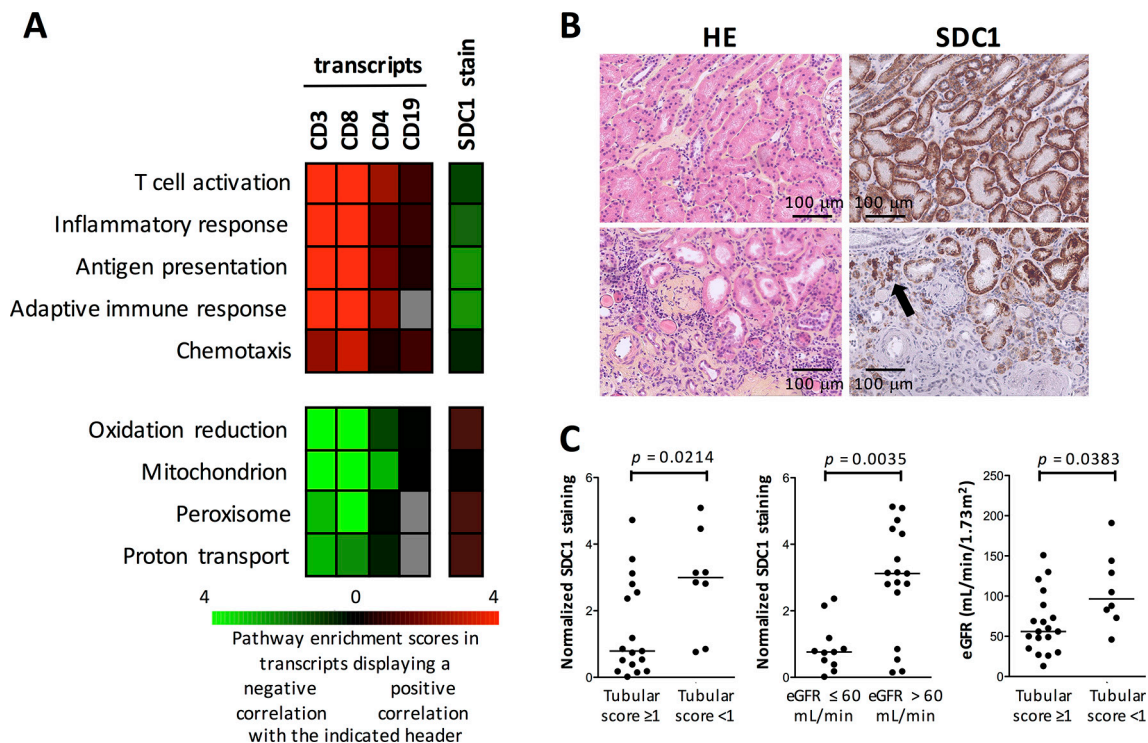 A
transcripts
CD3
CD8
CD4
CD19
SDC1 stain
T cell activation
Inflammatory response
Antigen presentation
Adaptive immune response
Chemotaxis
Oxidation reduction
Mitochondrion
Peroxisome
Proton transport
4 0 4
Pathway enrichment scores in
transcripts displaying a
negative positive
correlation correlation
with the indicated header
B
HE SDC1
100 μm 100 μm
100 μm 100 μm
C
p = 0.0214
Normalized SDC1 staining
6
4
2
0
Tubular Tubular
score ≥1 score <1
p = 0.0035
Normalized SDC1 staining
6
4
2
0
eGFR ≤ 60 eGFR > 60
mL/min mL/min
p = 0.0383
eGFR (mL/min/1.73m²)
250
200
150
100
50
0
Tubular Tubular
score ≥1 score <1